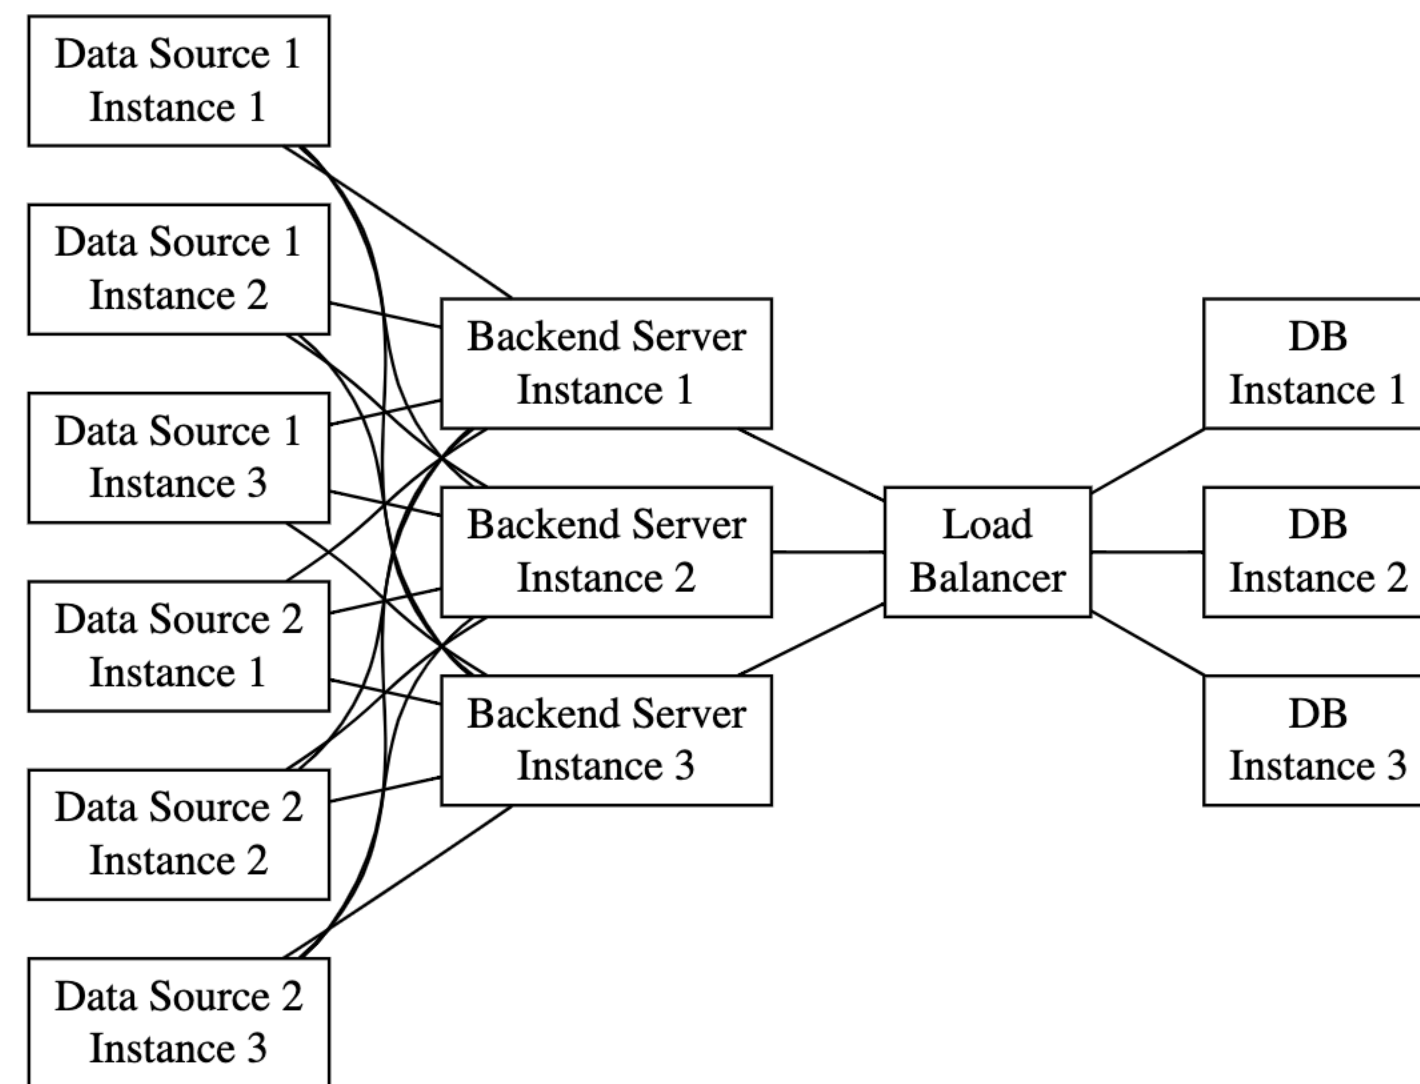 Data Source 1
Instance 1
Data Source 1
Instance 2
Data Source 1
Instance 3
Data Source 2
Instance 1
Data Source 2
Instance 2
Data Source 2
Instance 3
Backend Server
Instance 1
Backend Server
Instance 2
Backend Server
Instance 3
Load
Balancer
DB
Instance 1
DB
Instance 2
DB
Instance 3